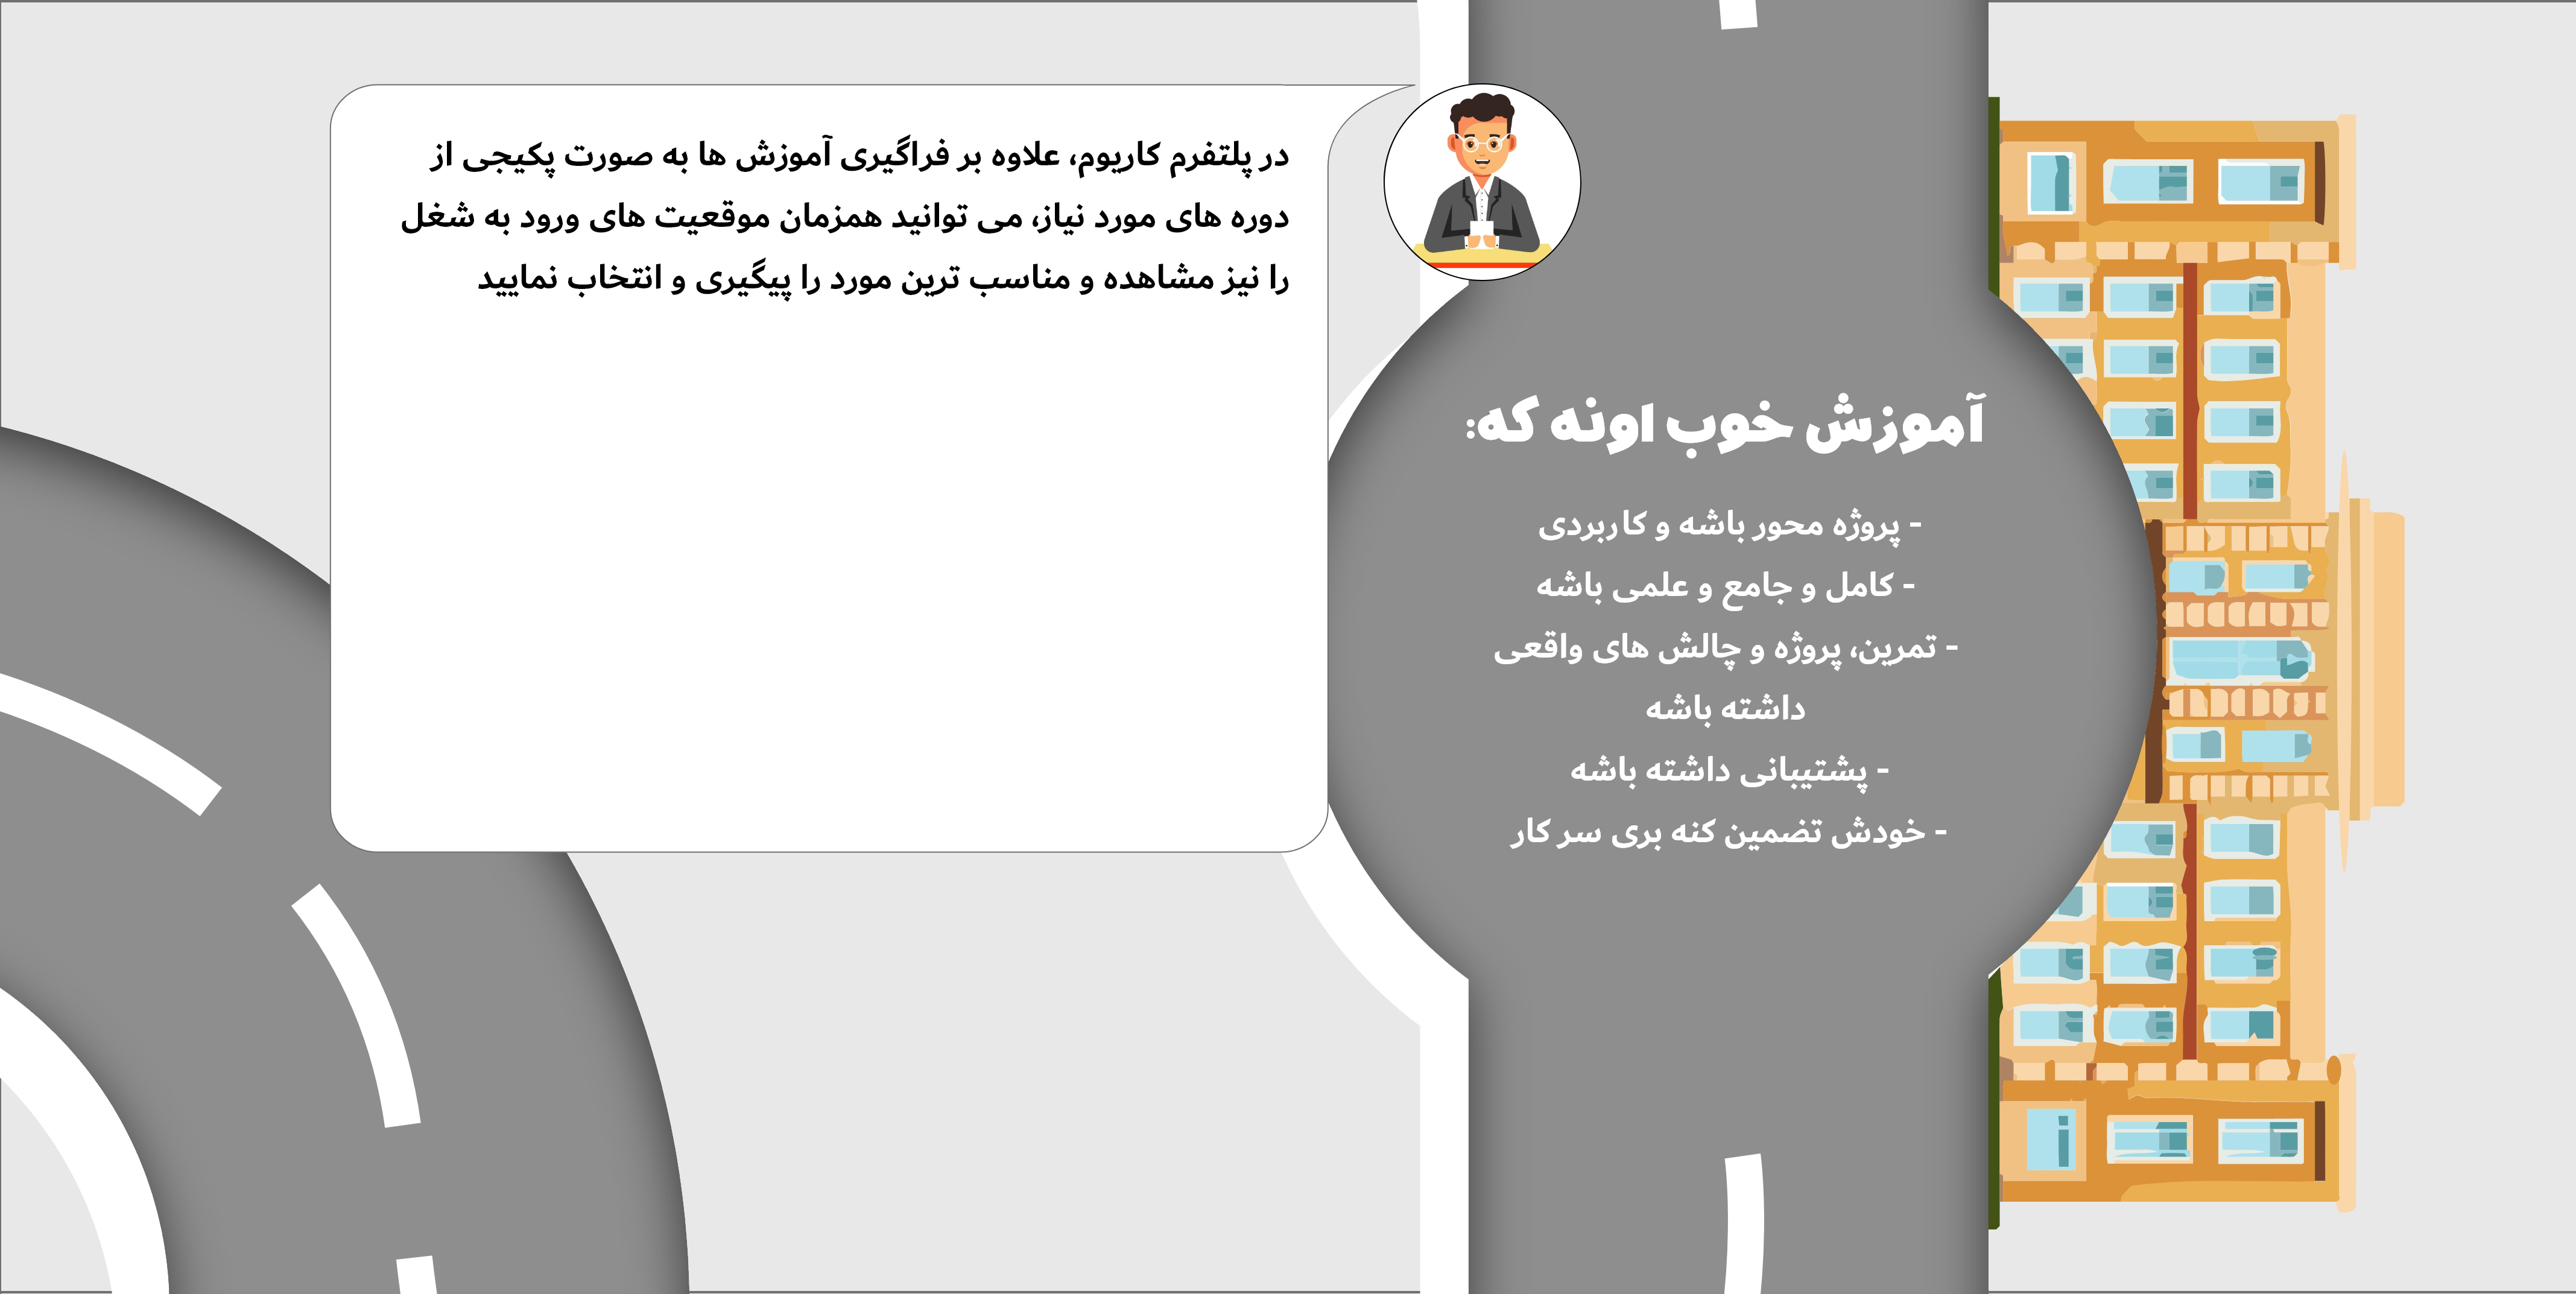 در پلتفرم کاربوم، علاوه بر فراگیری آموزش ها به صورت پکیجی از
دوره های مورد نیاز، می توانید همزمان موقعیت های ورود به شغل
را نیز مشاهده و مناسب ترین مورد را پیگیری و انتخاب نمایید
آموزش خوب اونه که:
- پروژه محور باشه و کاربردی
- کامل و جامع و علمی باشه
- تمرین، پروژه و چالش های واقعی
داشته باشه
- پشتیبانی داشته باشه
- خودش تضمین کنه بری سر کار